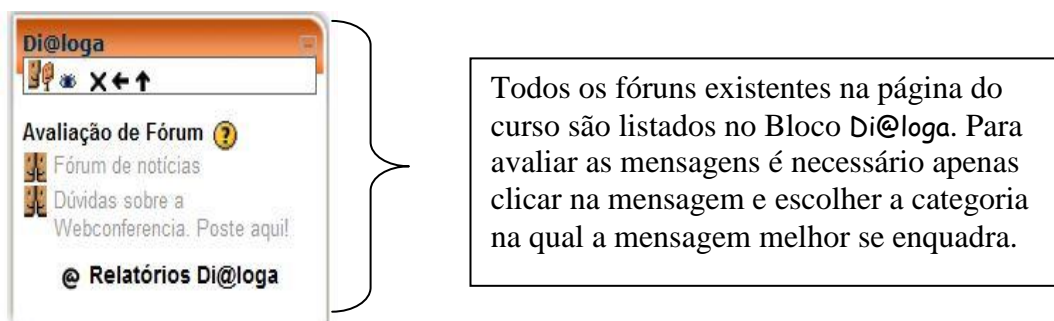 Di@loga
Avaliação de Fórum ?
Fórum de notícias
Dúvidas sobre a
Webconferencia. Poste aqui!
@ Relatórios Di@loga
Todos os fóruns existentes na página do
curso são listados no Bloco Di@loga. Para
avaliar as mensagens é necessário apenas
clicar na mensagem e escolher a categoria
na qual a mensagem melhor se enquadra.